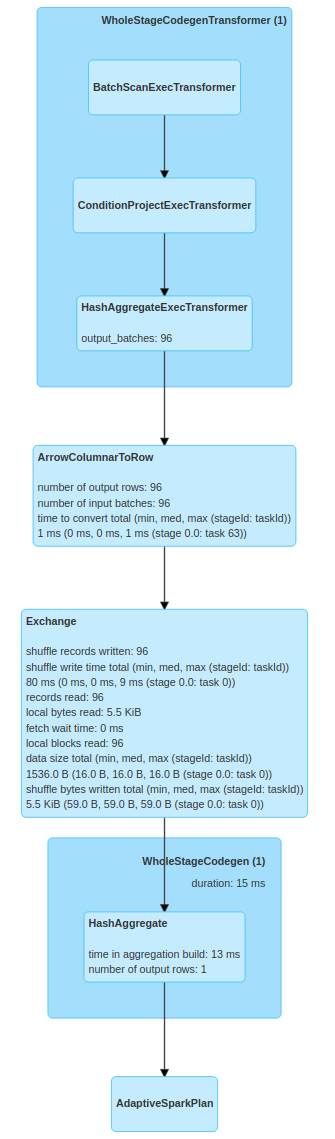 WholeStageCodegenTransformer (1)
BatchScanExecTransformer
ConditionProjectExecTransformer
HashAggregateExecTransformer
output_batches: 96
ArrowColumnarToRow
number of output rows: 96
number of input batches: 96
time to convert total (min, med, max (stageId: taskId))
1 ms (0 ms, 0 ms, 1 ms (stage 0.0: task 63))
Exchange
shuffle records written: 96
shuffle write time total (min, med, max (stageId: taskId))
80 ms (0 ms, 0 ms, 9 ms (stage 0.0: task 0))
records read: 96
local bytes read: 5.5 KiB
fetch wait time: 0 ms
local blocks read: 96
data size total (min, med, max (stageId: taskId))
1536.0 B (16.0 B, 16.0 B, 16.0 B (stage 0.0: task 0))
shuffle bytes written total (min, med, max (stageId: taskId))
5.5 KiB (59.0 B, 59.0 B, 59.0 B (stage 0.0: task 0))
WholeStageCodegen (1)
duration: 15 ms
HashAggregate
time in aggregation build: 13 ms
number of output rows: 1
AdaptiveSparkPlan